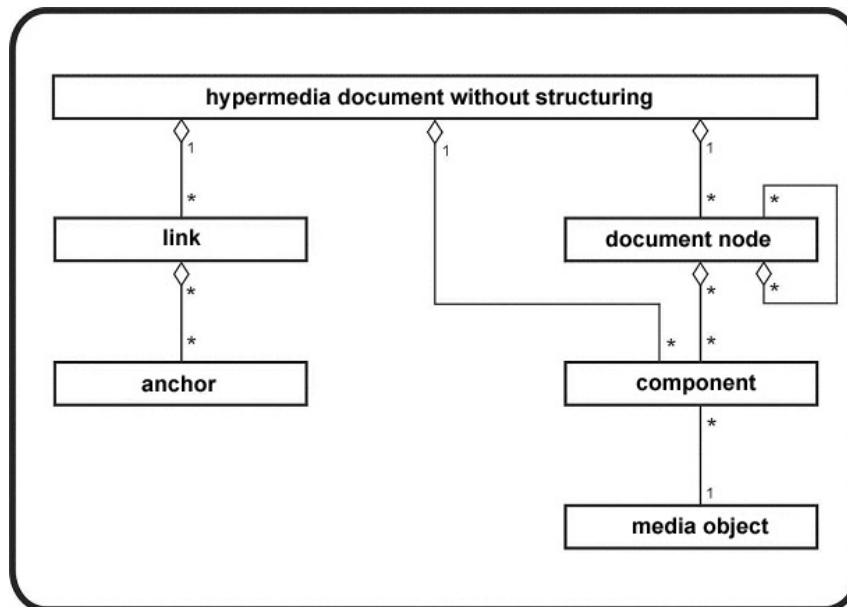 hypermedia document without structuring
1
1
1
*
*
*
link
document node
*
*
*
*
*
*
anchor
component
*
1
media object